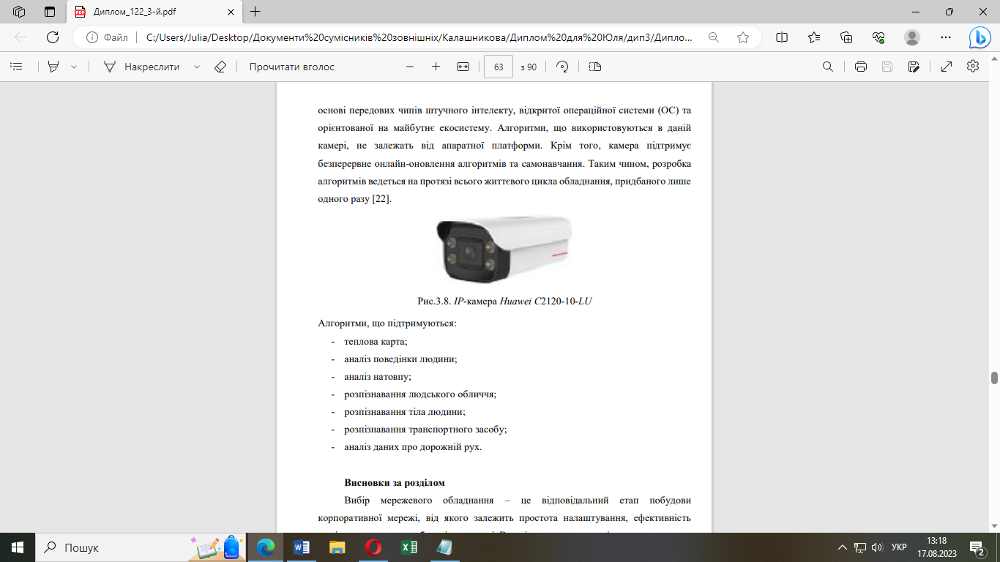 Диплом_122_3-й.pdf
Файл C:/Users/Julia/Desktop/Документи%20сумісників%20зовнішніх/Калашникова/Диплом%20для%20Юля/дип3/Дипло...
Накреслити Прочитати вголос 63 з 90
основі передових чипів штучного інтелекту, відкритої операційної системи (ОС) та
орієнтованої на майбутнє екосистему. Алгоритми, що використовуються в даній
камері, не залежать від апаратної платформи. Крім того, камера підтримує
безперервне онлайн-оновлення алгоритмів та самонавчання. Таким чином, розробка
алгоритмів ведеться на протязі всього життєвого цикла обладнання, придбаного лише
одного разу [22].
Рис.3.8. IP-камера Huawei C2120-10-LU
Алгоритми, що підтримуються:
- теплова карта;
- аналіз поведінки людини;
- аналіз натовпу;
- розпізнавання людського обличчя;
- розпізнавання тіла людини;
- розпізнавання транспортного засобу;
- аналіз даних про дорожній рух.
Висновки за розділом
Вибір мережевого обладнання – це відповідальний етап побудови
корпоративної мережі, від якого залежить простота налаштування, ефективність
Пошук УКР 13:18
17.08.2023 2